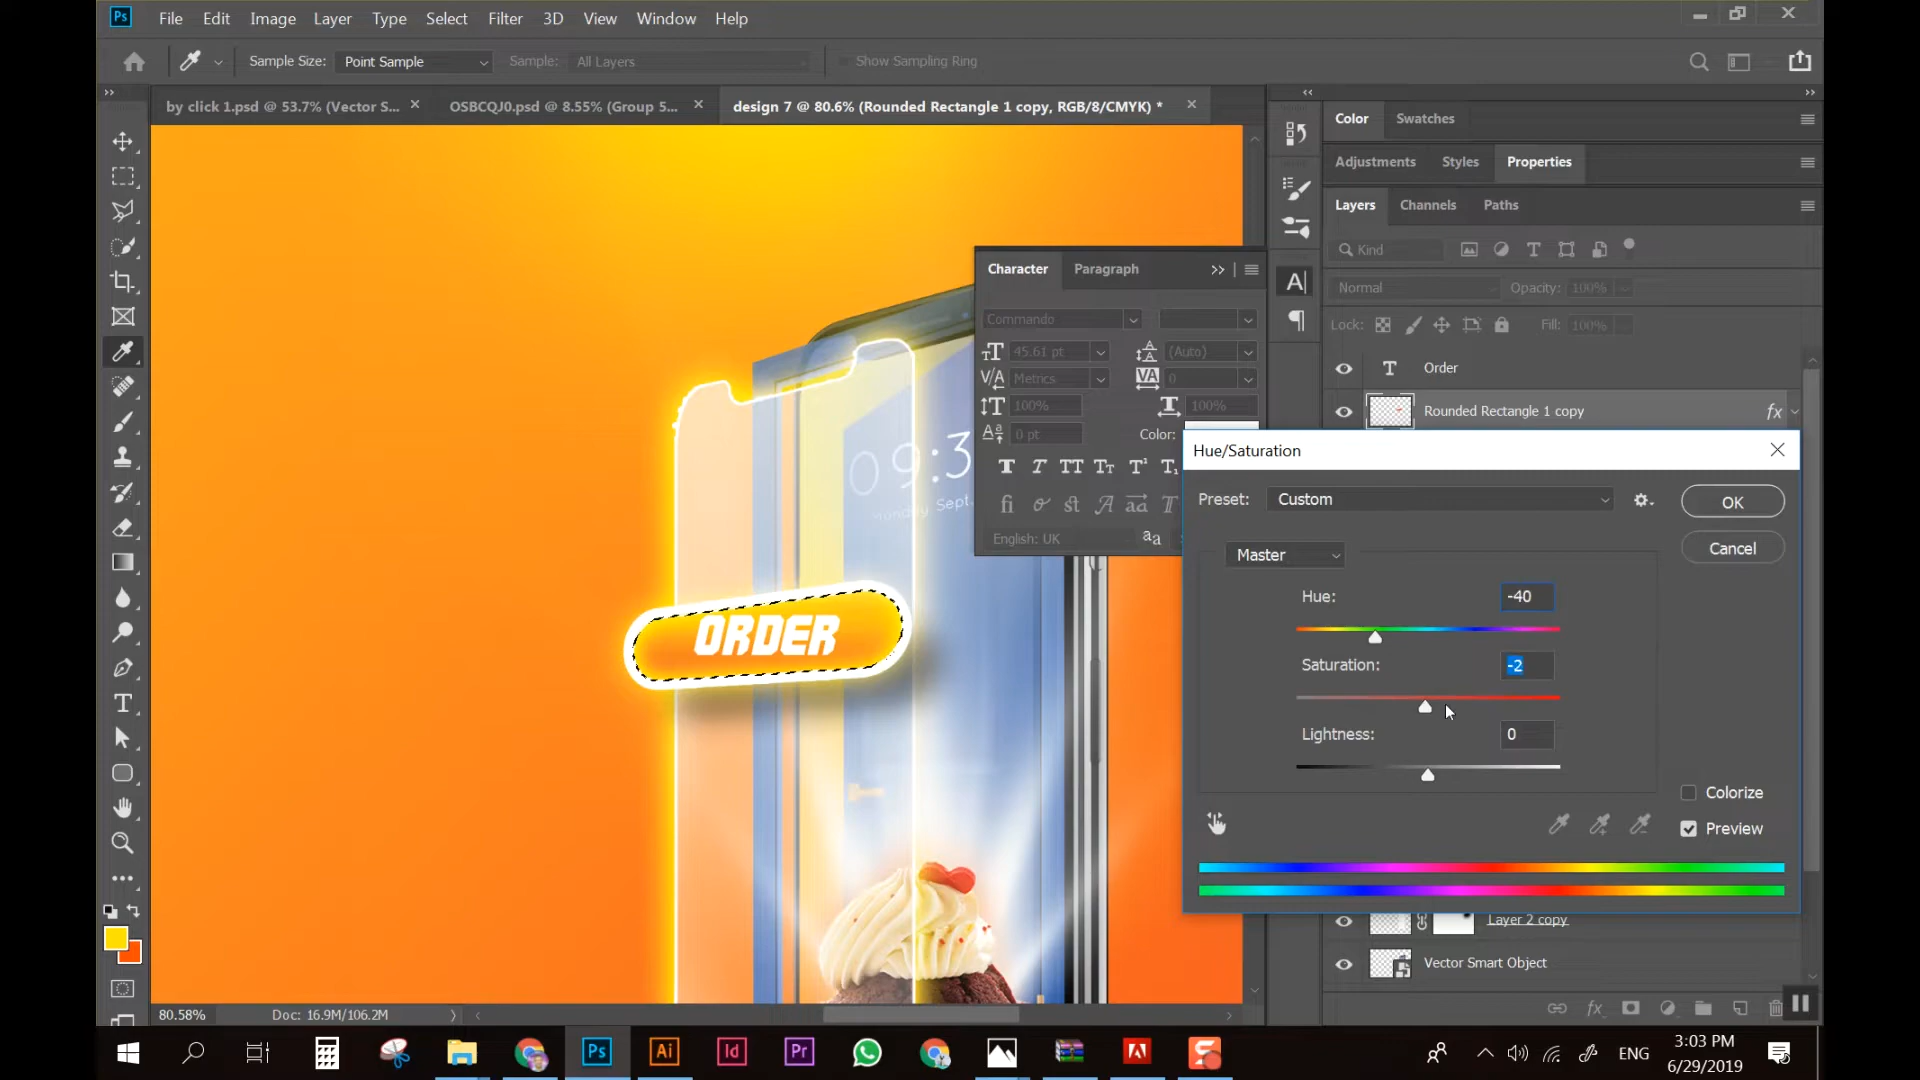 Ps File Edit Image Layer Type Select Filter 3D View Window Help
Sample Size: Point Sample Sample: All Layers Show Sampling Ring
by click 1.psd @ 53.7% (Vector S... OSBCQJ0.psd @ 8.55% (Group 5... design 7 @ 80.6% (Rounded Rectangle 1 copy, RGB/8/CMYK) *
Color Swatches
Adjustments Styles Properties
Layers Channels Paths
Kind
Normal Opacity: 100%
Lock: Fill: 100%
Order
Rounded Rectangle 1 copy fx
Character Paragraph
Commando
45.61 pt (Auto)
Metrics 0
100% 100%
0 pt Color:
English: UK
Hue/Saturation
Preset: Custom OK
Master Cancel
Hue: -40
Saturation: -2
Lightness: 0
Colorize
Preview
Layer 2 copy
Vector Smart Object
09:3
Monday Sept.
ORDER
80.58% Doc: 16.9M/106.2M
Ps Ai Id Pr
ENG
3:03 PM
6/29/2019